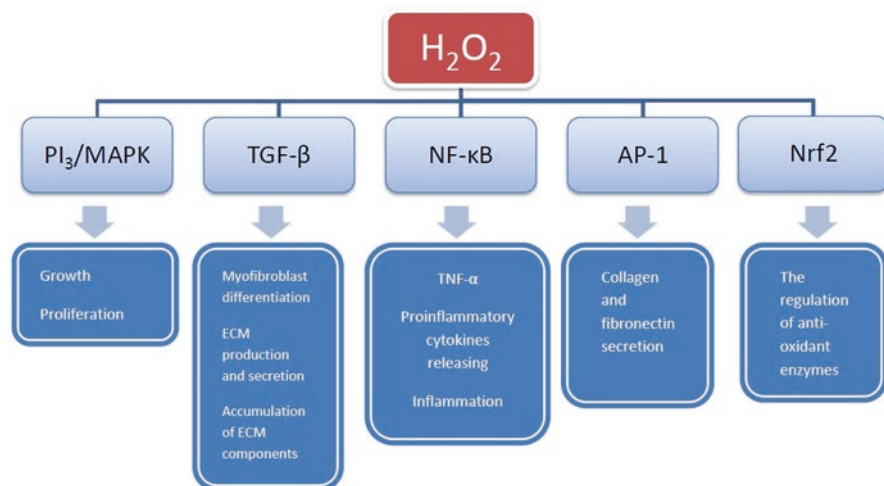 H₂O₂
PI₃/MAPK
TGF-β
NF-κB
AP-1
Nrf2
Growth
Proliferation
Myofibroblast
differentiation
ECM
production
and secretion
Accumulation
of ECM
components
TNF-α
Proinflammatory
cytokines
releasing
Inflammation
Collagen
and
fibronectin
secretion
The
regulation
of anti-
oxidant
enzymes